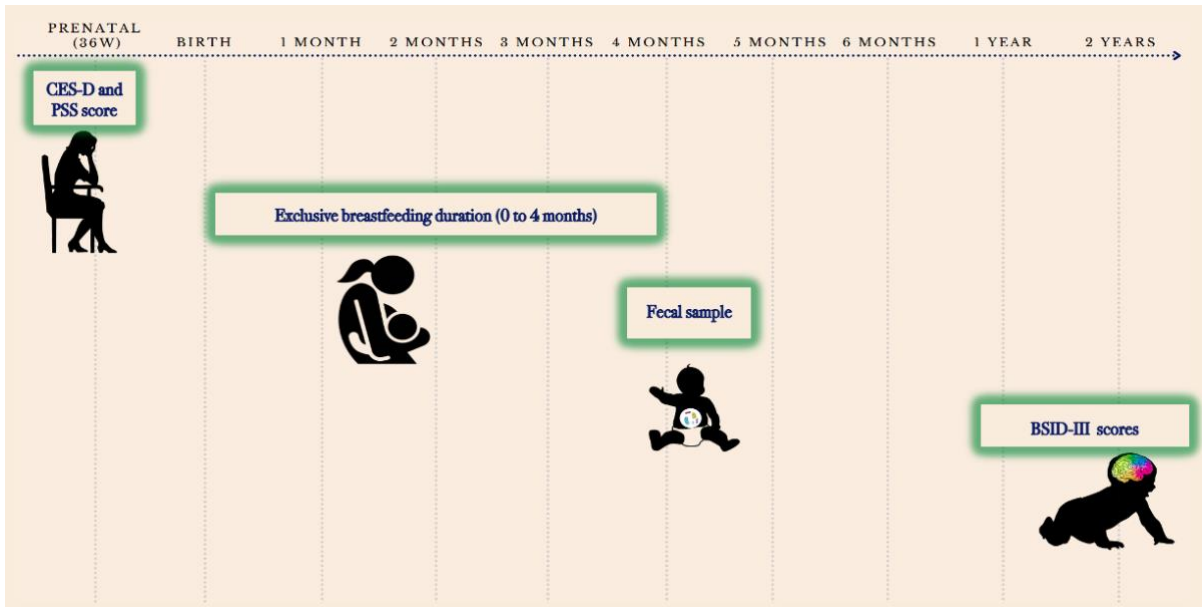 PRENATAL
(36W)
BIRTH
1 MONTH
2 MONTHS
3 MONTHS
4 MONTHS
5 MONTHS
6 MONTHS
1 YEAR
2 YEARS
CES-D and
PSS score
Exclusive breastfeeding duration (0 to 4 months)
Fecal sample
BSID-III scores